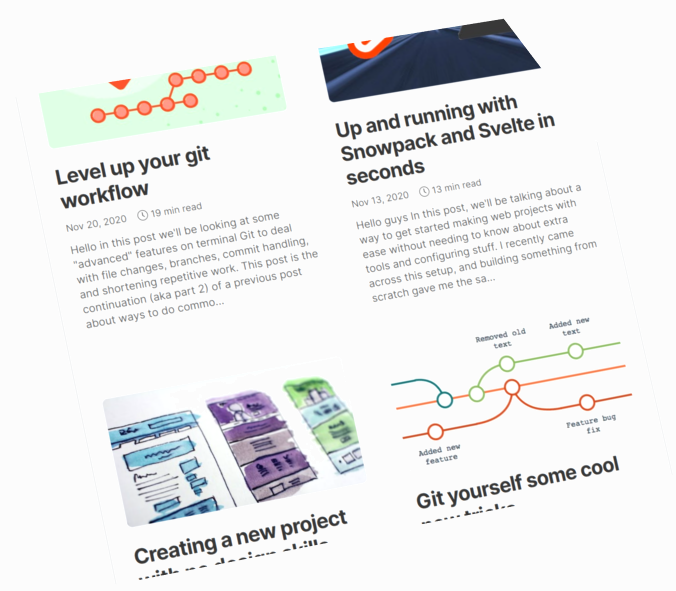 Level up your git
workflow
Nov 20, 2020 19 min read
Hello in this post we'll be looking at some
"advanced" features on terminal Git to deal
with file changes, branches, commit handling,
and shortening repetitive work. This post is the
continuation (aka part 2) of a previous post
about ways to do commo...
Up and running with
Snowpack and Svelte in
seconds
Nov 13, 2020 13 min read
Hello guys In this post, we'll be talking about a
way to get started making web projects with
ease without needing to know about extra
tools and configuring stuff. I recently came
across this setup, and building something from
scratch gave me the sa...
Creating a new project
with no design skills
Removed old
text
Added new
text
Added new
feature
Feature bug
fix
Git yourself some cool
new tricks